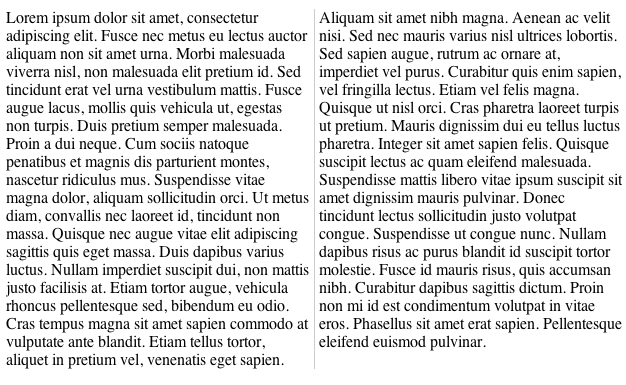 Lorem ipsum dolor sit amet, consectetur
adipiscing elit. Fusce nec metus eu lectus auctor
aliquam non sit amet urna. Morbi malesuada
viverra nisl, non malesuada elit pretium id. Sed
tincidunt erat vel urna vestibulum mattis. Fusce
augue lacus, mollis quis vehicula ut, egestas
non turpis. Duis pretium semper malesuada.
Proin a dui neque. Cum sociis natoque
penatibus et magnis dis parturient montes,
nascetur ridiculus mus. Suspendisse vitae
magna dolor, aliquam sollicitudin orci. Ut metus
diam, convallis nec laoreet id, tincidunt non
massa. Quisque nec augue vitae elit adipiscing
sagittis quis eget massa. Duis dapibus varius
luctus. Nullam imperdiet suscipit dui, non mattis
justo facilisis at. Etiam tortor augue, vehicula
rhoncus pellentesque sed, bibendum eu odio.
Cras tempus magna sit amet sapien commodo at
vulputate ante blandit. Etiam tellus tortor,
aliquet in pretium vel, venenatis eget sapien.
Aliquam sit amet nibh magna. Aenean ac velit
nisi. Sed nec mauris varius nisl ultrices lobortis.
Sed sapien augue, rutrum ac ornare at,
imperdiet vel purus. Curabitur quis enim sapien,
vel fringilla lectus. Etiam vel felis magna.
Quisque ut nisl orci. Cras pharetra laoreet turpis
ut pretium. Mauris dignissim dui eu tellus luctus
pharetra. Integer sit amet sapien felis. Quisque
suscipit lectus ac quam eleifend malesuada.
Suspendisse mattis libero vitae ipsum suscipit sit
amet dignissim mauris pulvinar. Donec
tincidunt lectus sollicitudin justo volutpat
congue. Suspendisse ut congue nunc. Nullam
dapibus risus ac purus blandit id suscipit tortor
molestie. Fusce id mauris risus, quis accumsan
nibh. Curabitur dapibus sagittis dictum. Proin
non mi id est condimentum volutpat in vitae
eros. Phasellus sit amet erat sapien. Pellentesque
eleifend euismod pulvinar.